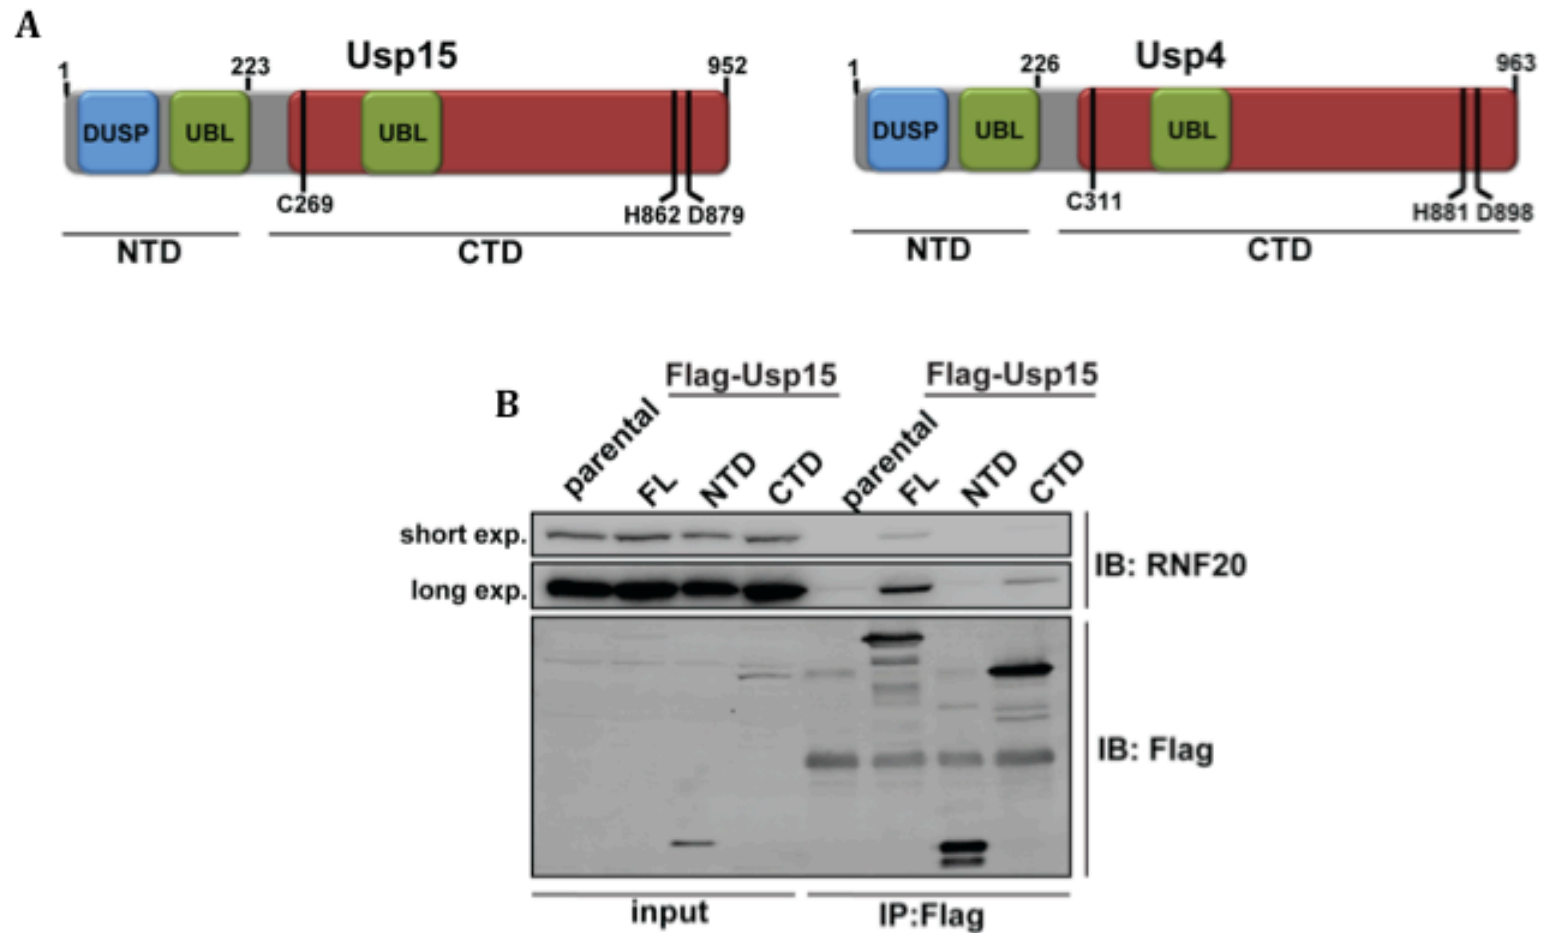 A
Usp15
Usp4
1
223
952
1
226
963
DUSP
UBL
UBL
DUSP
UBL
UBL
C269
H862 D879
C311
H881 D898
NTD
CTD
NTD
CTD
B
Flag-Usp15
Flag-Usp15
parental
FL
NTD
CTD
parental
FL
NTD
CTD
short exp.
long exp.
IB: RNF20
IB: Flag
input
IP:Flag